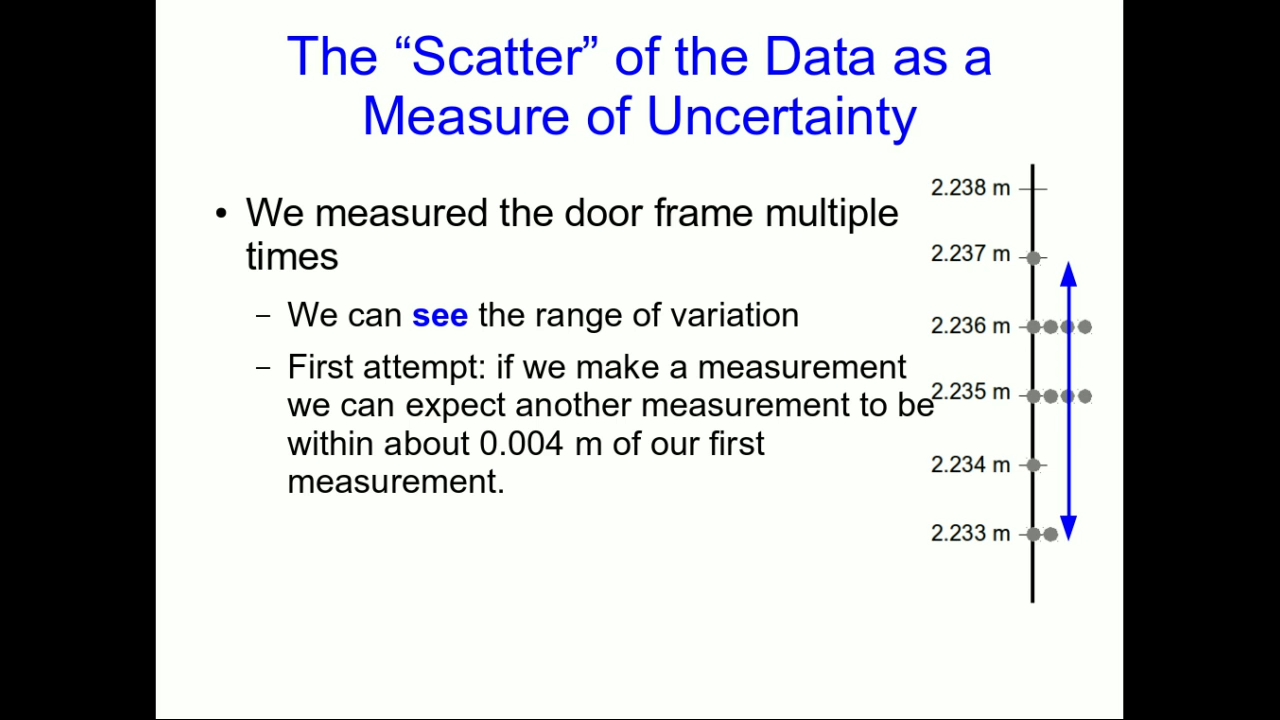 The “Scatter” of the Data as a
Measure of Uncertainty
• We measured the door frame multiple
times
– We can see the range of variation
– First attempt: if we make a measurement
we can expect another measurement to be
within about 0.004 m of our first
measurement.
2.238 m
2.237 m
2.236 m
2.235 m
2.234 m
2.233 m